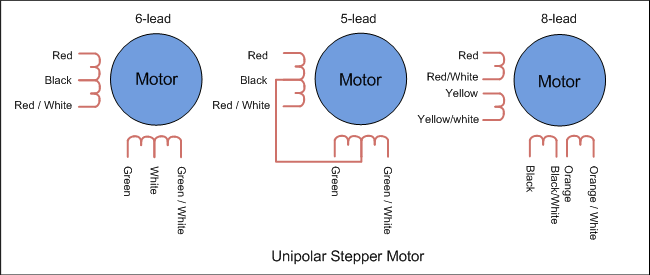 6-lead
5-lead
8-lead
Red
Black
Red / White
Motor
Green
White
Green / White
Red
Black
Red / White
Motor
Green
Green / White
Red
Red/White
Yellow
Yellow/white
Motor
Black
Black/White
Orange
Orange / White
Unipolar Stepper Motor